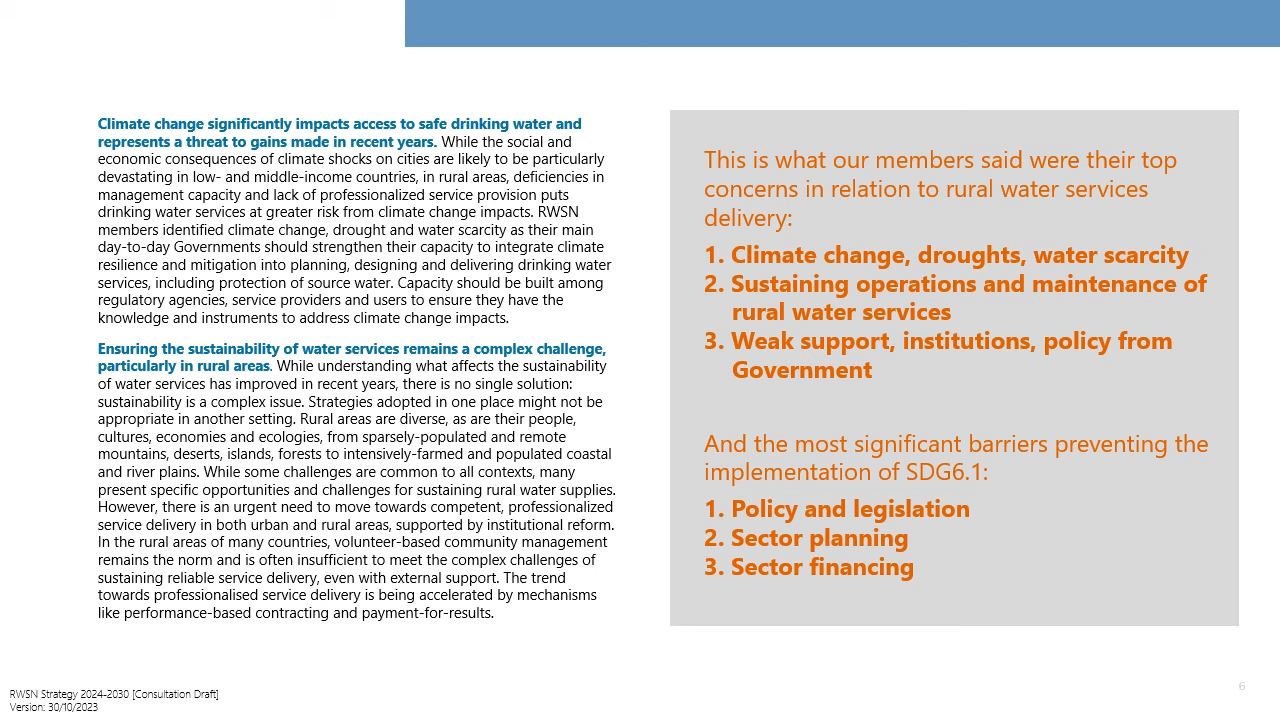 Climate change significantly impacts access to safe drinking water and
represents a threat to gains made in recent years. While the social and
economic consequences of climate shocks on cities are likely to be particularly
devastating in low- and middle-income countries, in rural areas, deficiencies in
management capacity and lack of professionalized service provision puts
drinking water services at greater risk from climate change impacts. RWSN
members identified climate change, drought and water scarcity as their main
day-to-day Governments should strengthen their capacity to integrate climate
resilience and mitigation into planning, designing and delivering drinking water
services, including protection of source water. Capacity should be built among
regulatory agencies, service providers and users to ensure they have the
knowledge and instruments to address climate change impacts.
Ensuring the sustainability of water services remains a complex challenge,
particularly in rural areas. While understanding what affects the sustainability
of water services has improved in recent years, there is no single solution:
sustainability is a complex issue. Strategies adopted in one place might not be
appropriate in another setting. Rural areas are diverse, as are their people,
cultures, economies and ecologies, from sparsely-populated and remote
mountains, deserts, islands, forests to intensively-farmed and populated coastal
and river plains. While some challenges are common to all contexts, many
present specific opportunities and challenges for sustaining rural water supplies.
However, there is an urgent need to move towards competent, professionalized
service delivery in both urban and rural areas, supported by institutional reform.
In the rural areas of many countries, volunteer-based community management
remains the norm and is often insufficient to meet the complex challenges of
sustaining reliable service delivery, even with external support. The trend
towards professionalised service delivery is being accelerated by mechanisms
like performance-based contracting and payment-for-results.
This is what our members said were their top
concerns in relation to rural water services
delivery:
1. Climate change, droughts, water scarcity
2. Sustaining operations and maintenance of
rural water services
3. Weak support, institutions, policy from
Government
And the most significant barriers preventing the
implementation of SDG6.1:
1. Policy and legislation
2. Sector planning
3. Sector financing
RWSN Strategy 2024-2030 [Consultation Draft]
Version: 30/10/2023
6